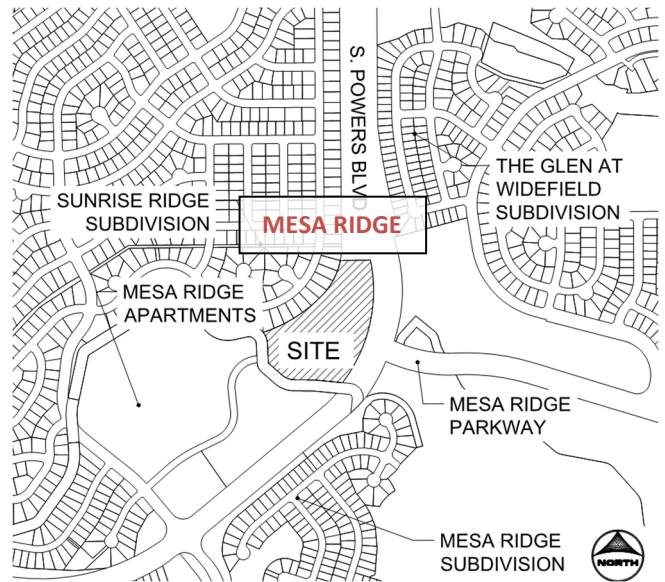 S. POWERS BLVD
THE GLEN AT
WIDEFIELD
SUBDIVISION
SUNRISE RIDGE
SUBDIVISION
MESA RIDGE
MESA RIDGE
APARTMENTS
SITE
MESA RIDGE
PARKWAY
MESA RIDGE
SUBDIVISION
NORTH